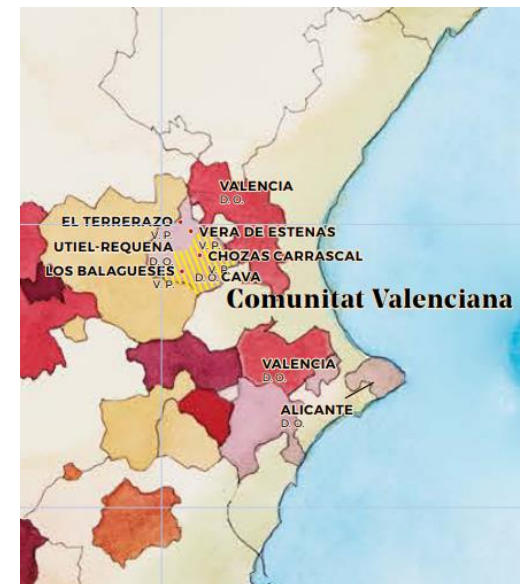 VALENCIA
D.O.
EL TERRERAZO
V.P.
VERA DE ESTENAS
V.P.
UTIEL-REQUENA
D.O.
CHOZAS CARRASCAL
V.P.
LOS BALAGUESES
V.P.
D.O. CAVA
Comunitat Valenciana
VALENCIA
D.O.
ALICANTE
D.O.